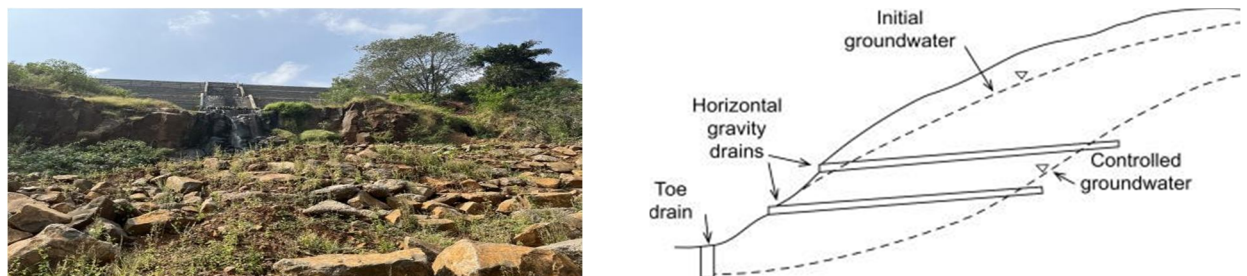 Initial
groundwater
Horizontal
gravity
drains
Controlled
groundwater
Toe
drain